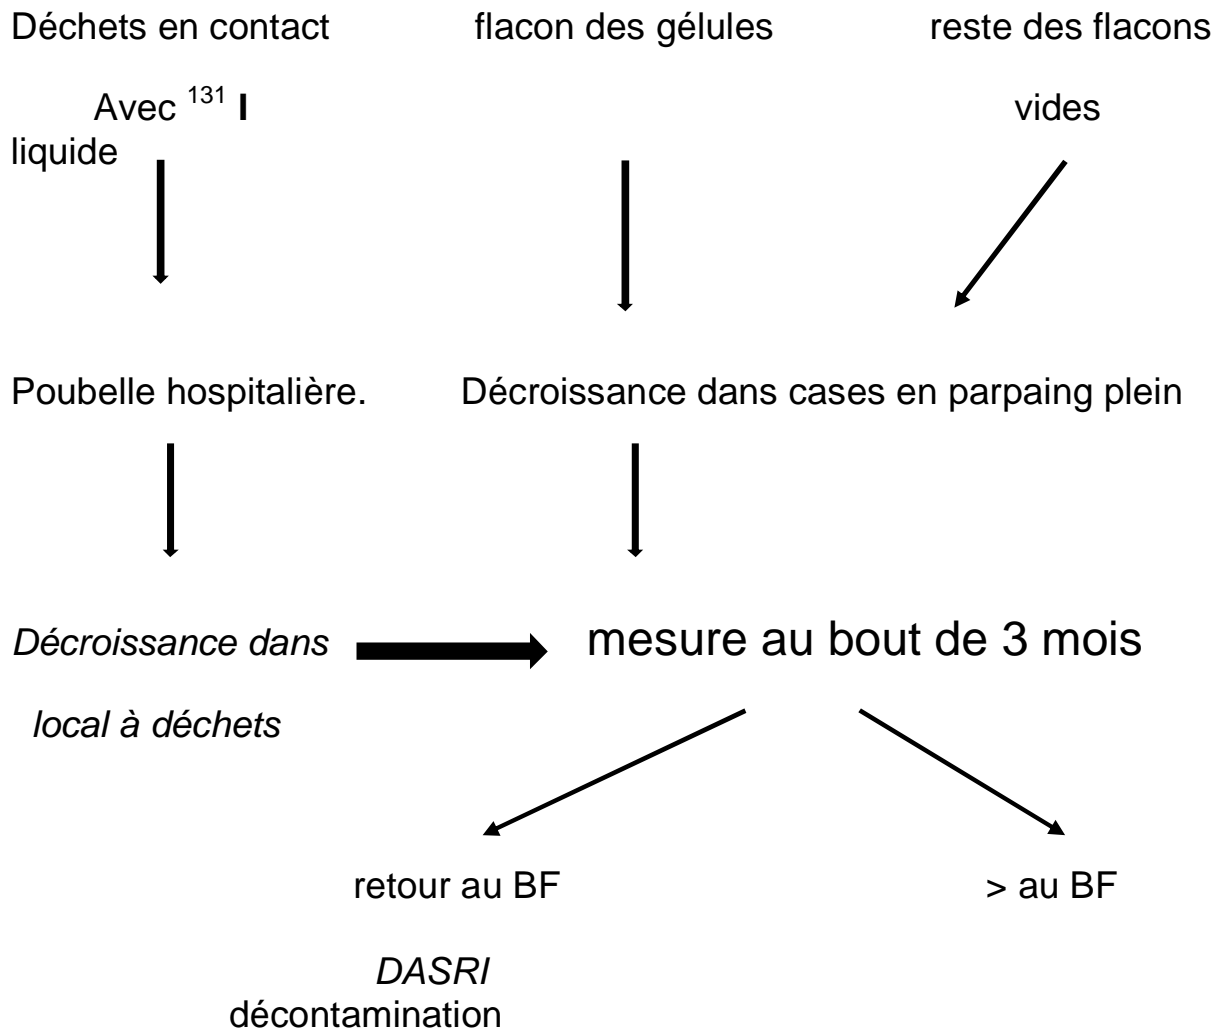 Déchets en contact flacon des gélules reste des flacons
Avec ¹³¹ I vides
liquide
Poubelle hospitalière. Décroissance dans cases en parpaing plein
Décroissance dans mesure au bout de 3 mois
local à déchets
retour au BF > au BF
DASRI
décontamination